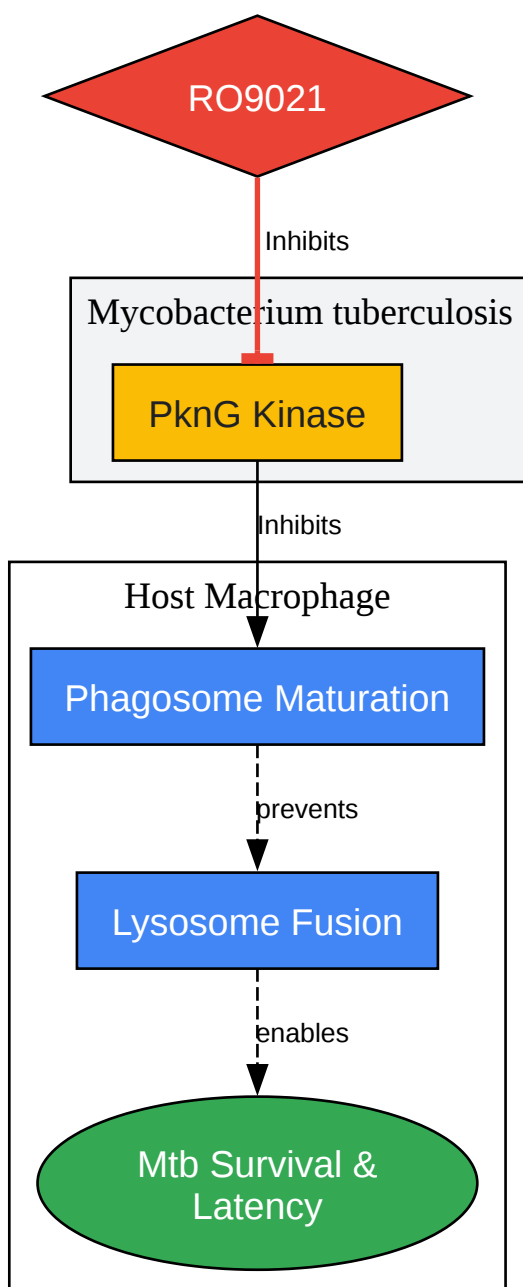 RO9021
Inhibits
Mycobacterium tuberculosis
PknG Kinase
Inhibits
Host Macrophage
Phagosome Maturation
prevents
Lysosome Fusion
enables
Mtb Survival &
Latency